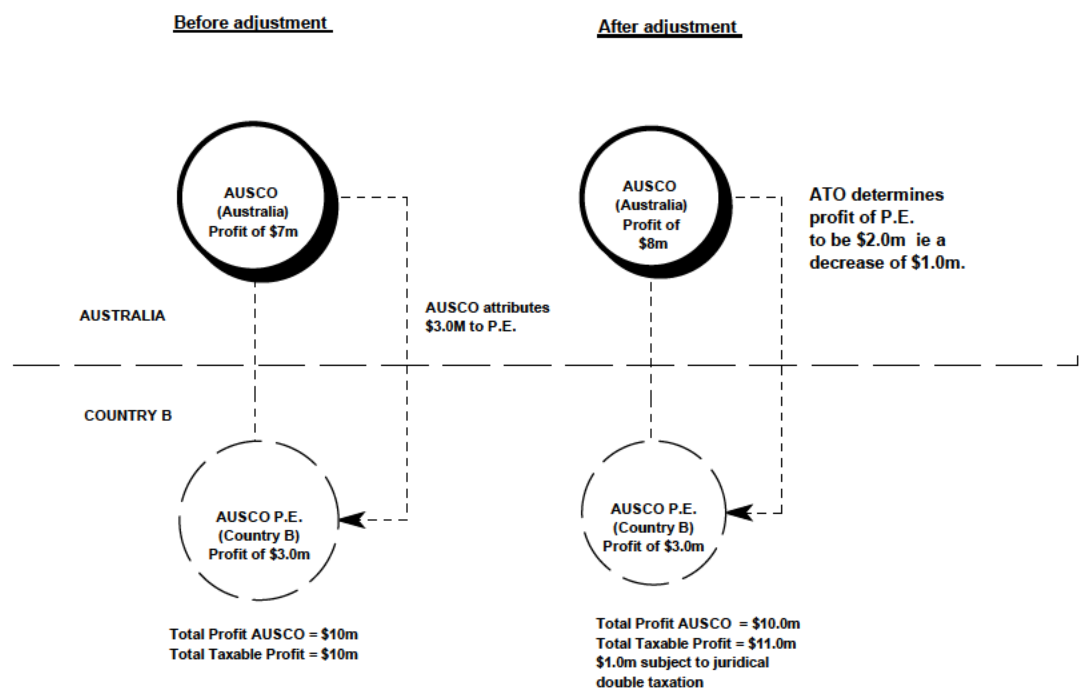 Before adjustment
After adjustment
AUSCO
(Australia)
Profit of $7m
AUSCO
(Australia)
Profit of
$8m
ATO determines
profit of P.E.
to be $2.0m ie a
decrease of $1.0m.
AUSTRALIA
AUSCO attributes
$3.0M to P.E.
COUNTRY B
AUSCO P.E.
(Country B)
Profit of $3.0m
AUSCO P.E.
(Country B)
Profit of $3.0m
Total Profit AUSCO = $10m
Total Taxable Profit = $10m
Total Profit AUSCO = $10.0m
Total Taxable Profit = $11.0m
$1.0m subject to juridical
double taxation